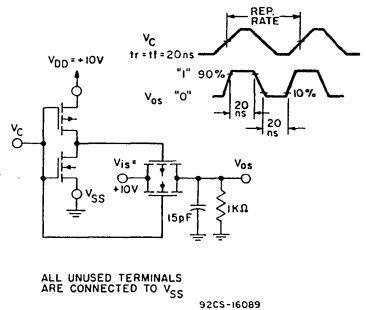 REP.
RATE
VC
tr = tf = 20ns
"1" 90%
Vos "0"
10%
20
ns
20
ns
VDD = +10V
VC
VSS
Vis =
+10V
Vos
15pF
1KΩ
ALL UNUSED TERMINALS
ARE CONNECTED TO VSS
92CS-16089